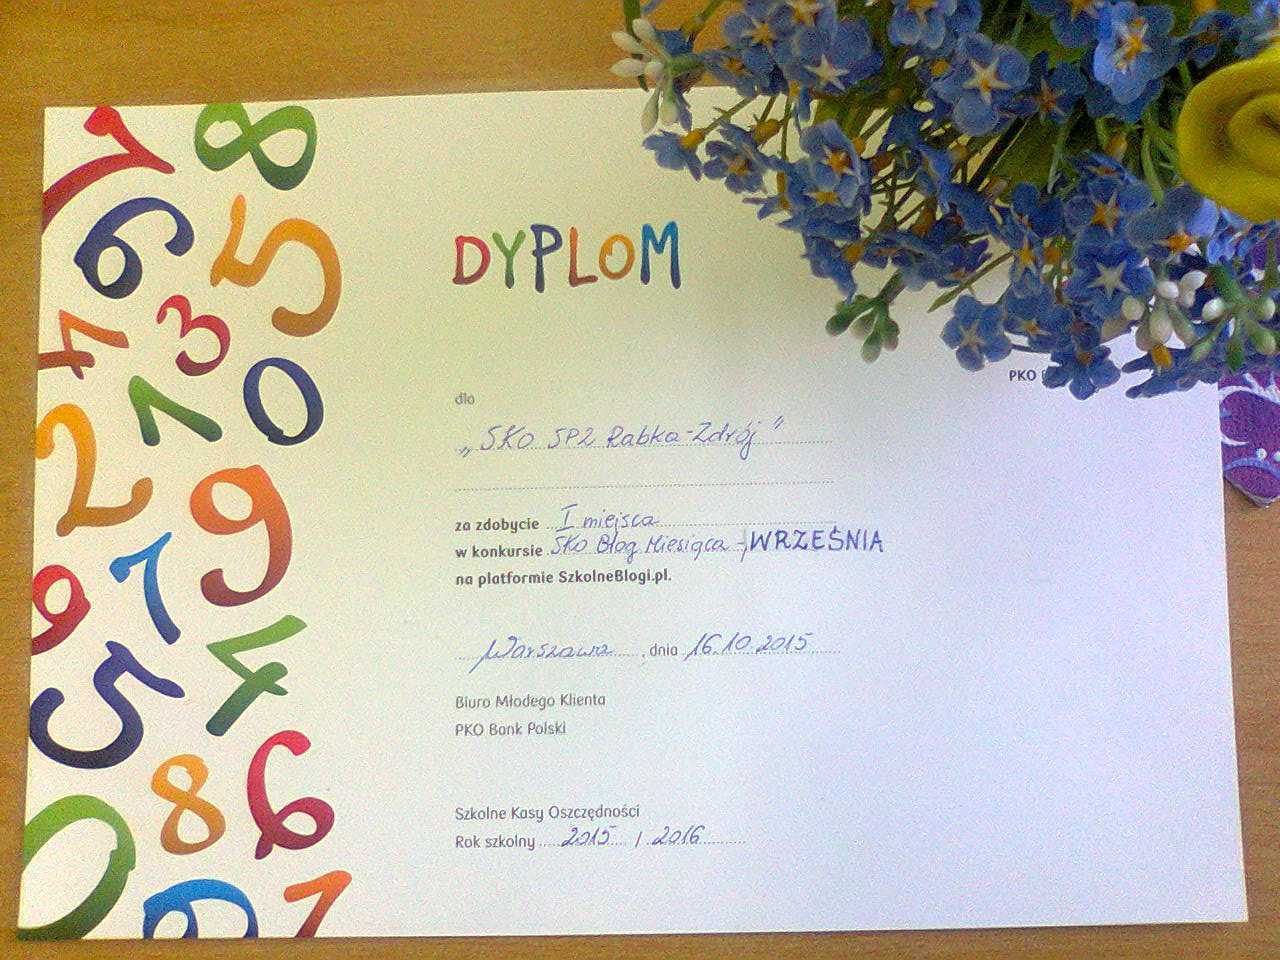 DYPLOM
PKO
dla
„SKO SP2 Rabka-Zdrój"
za zdobycie I miejsca
w konkursie SKO Blog Miesiąca - WRZEŚNIA
na platformie SzkolneBlogi.pl.
Warszawa, dnia 16.10.2015
Biuro Młodego Klienta
PKO Bank Polski
Szkolne Kasy Oszczędności
Rok szkolny 2015 / 2016